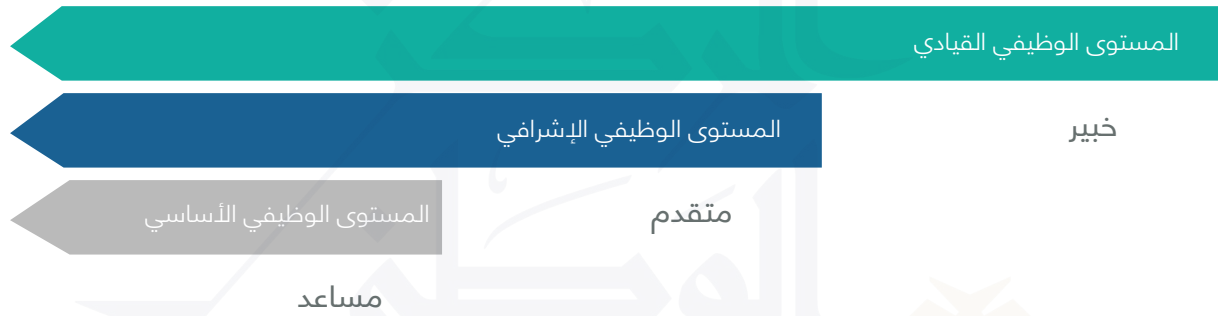 المستوى الوظيفي القيادي
خبير
المستوى الوظيفي الإشرافي
متقدم
المستوى الوظيفي الأساسي
مساعد